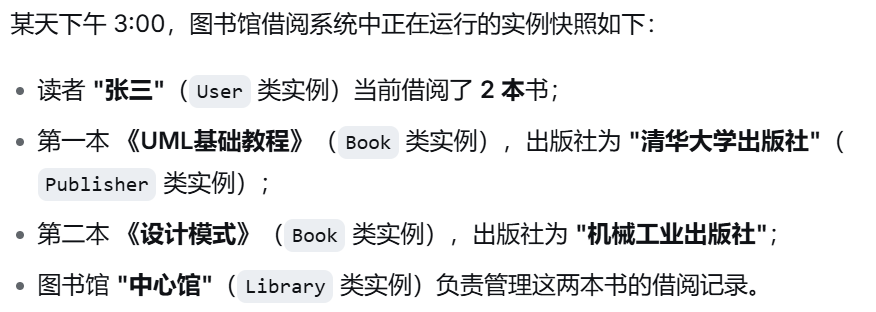 某天下午 3:00，图书馆借阅系统中正在运行的实例快照如下：
• 读者 "张三"（ User 类实例）当前借阅了 2 本书；
• 第一本 《UML基础教程》（ Book 类实例），出版社为 "清华大学出版社"（
Publisher 类实例）；
• 第二本 《设计模式》（ Book 类实例），出版社为 "机械工业出版社"；
• 图书馆 "中心馆"（ Library 类实例）负责管理这两本书的借阅记录。